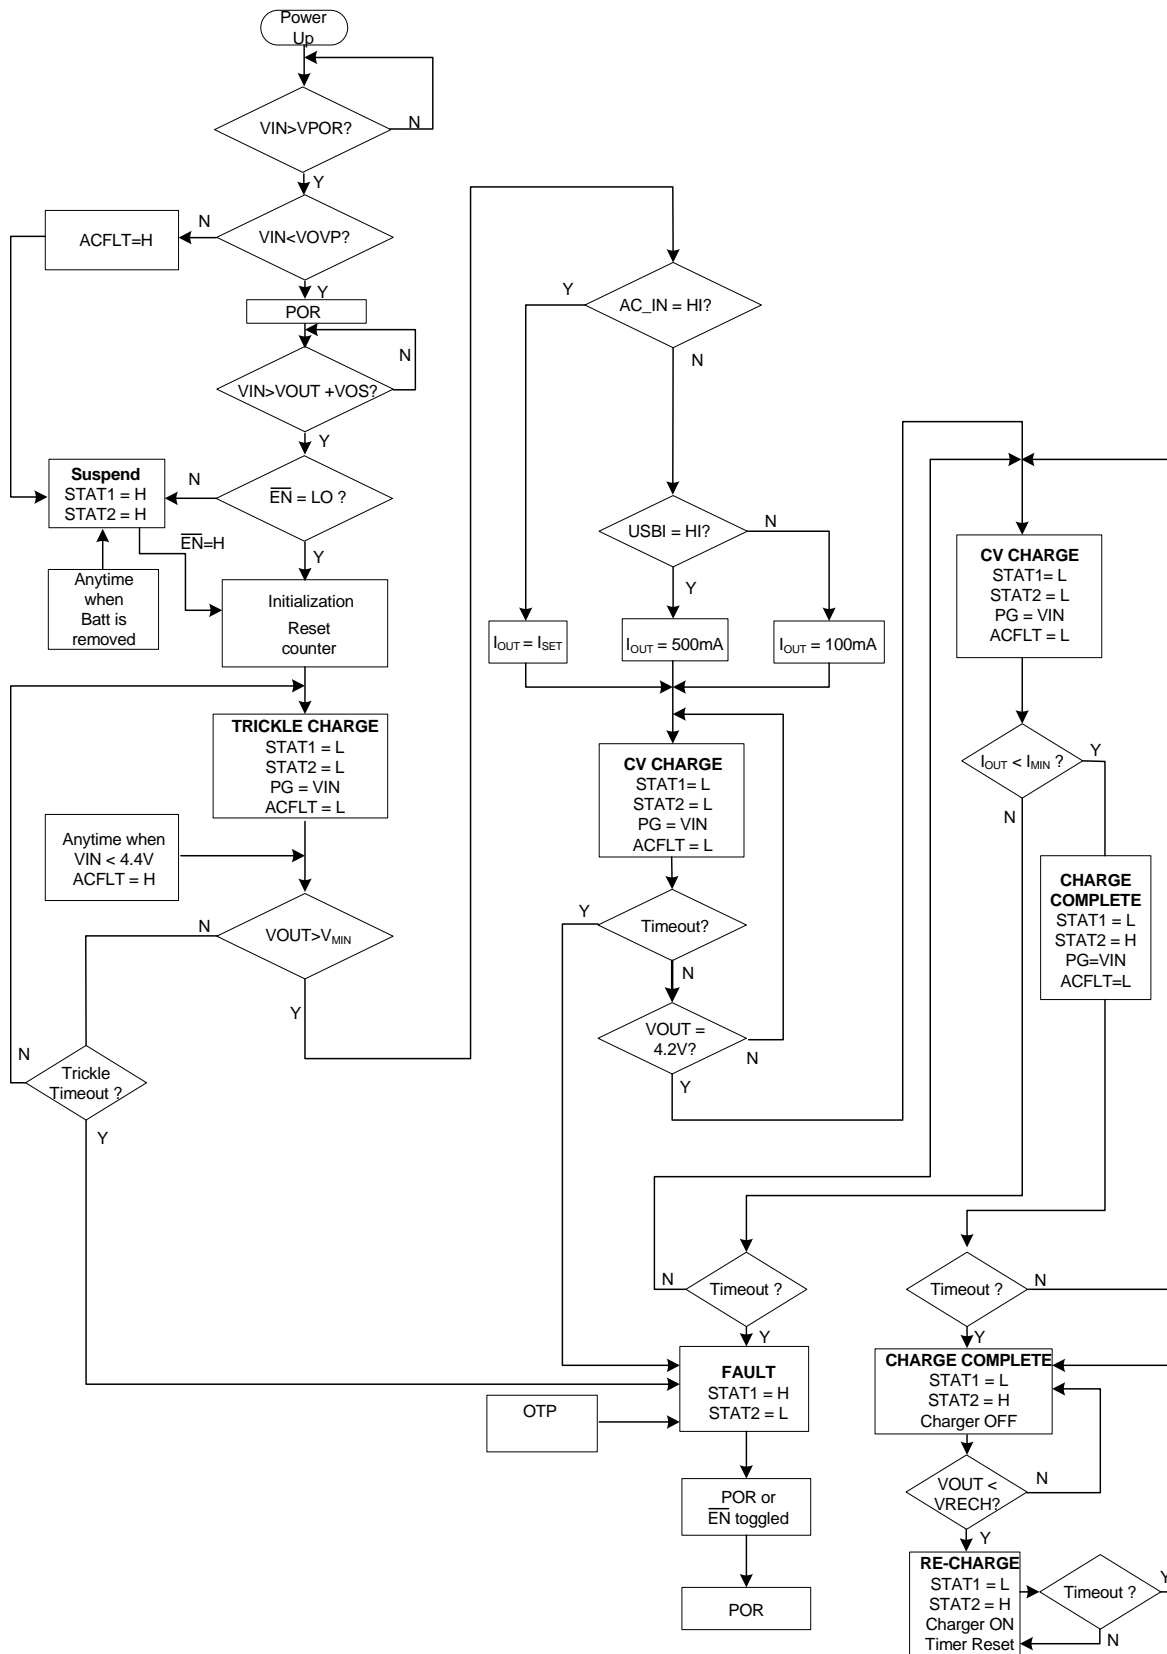 Power
Up
VIN>VPOR?
N
Y
VIN<VOVP?
N
ACFLT=H
Y
POR
N
VIN>VOUT +VOS?
Y
E̅N̅ = LO ?
N
Suspend
STAT1 = H
STAT2 = H
E̅N̅=H
Y
Anytime
when
Batt is
removed
Initialization
Reset
counter
TRICKLE CHARGE
STAT1 = L
STAT2 = L
PG = VIN
ACFLT = L
Anytime when
VIN < 4.4V
ACFLT = H
VOUT>VMIN
N
Y
N
Trickle
Timeout ?
Y
AC_IN = HI?
Y
N
USBI = HI?
N
Y
IOUT = ISET
IOUT = 500mA
IOUT = 100mA
CV CHARGE
STAT1= L
STAT2 = L
PG = VIN
ACFLT = L
Timeout?
Y
N
VOUT =
4.2V?
N
Y
CV CHARGE
STAT1= L
STAT2 = L
PG = VIN
ACFLT = L
IOUT < IMIN ?
Y
N
CHARGE
COMPLETE
STAT1 = L
STAT2 = H
PG=VIN
ACFLT=L
N
Timeout ?
Y
Timeout ?
N
Y
FAULT
STAT1 = H
STAT2 = L
OTP
POR or
E̅N̅ toggled
POR
CHARGE COMPLETE
STAT1 = L
STAT2 = H
Charger OFF
VOUT <
VRECH?
N
Y
RE-CHARGE
STAT1 = L
STAT2 = H
Charger ON
Timer Reset
Timeout ?
Y
N